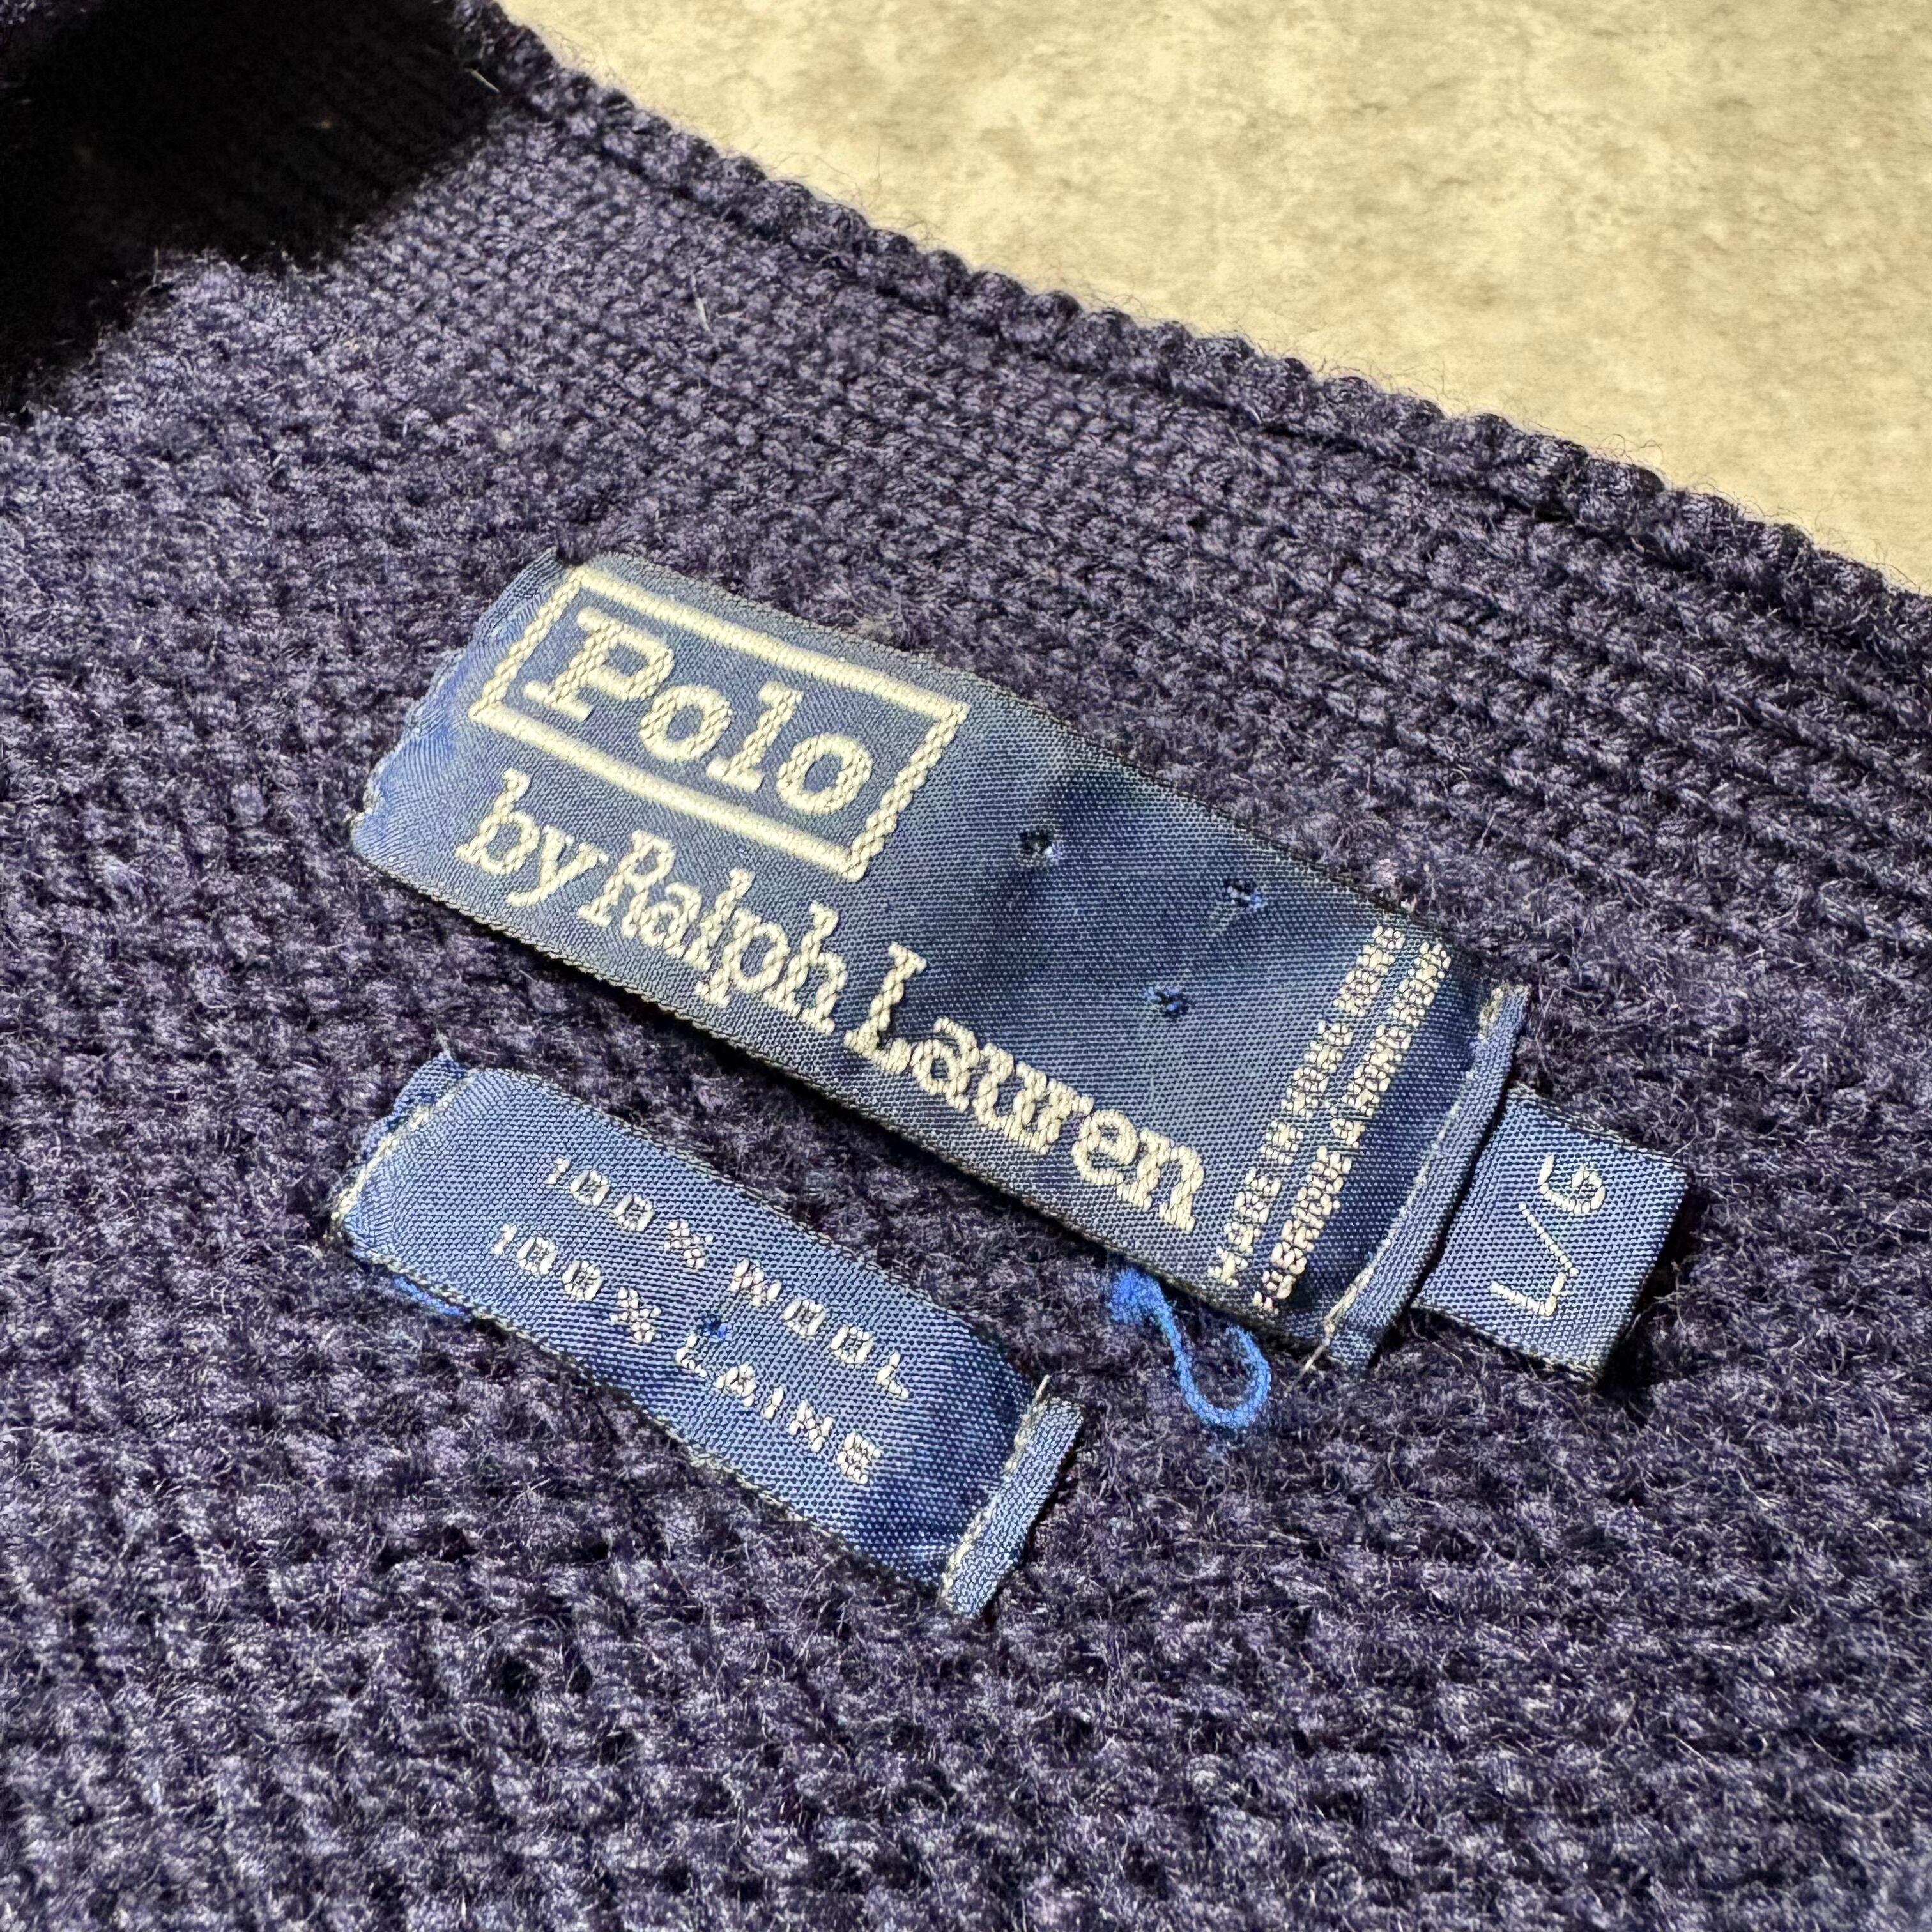 Polo
by Ralph Lauren
L/G
100% WOOL
100% LAINE